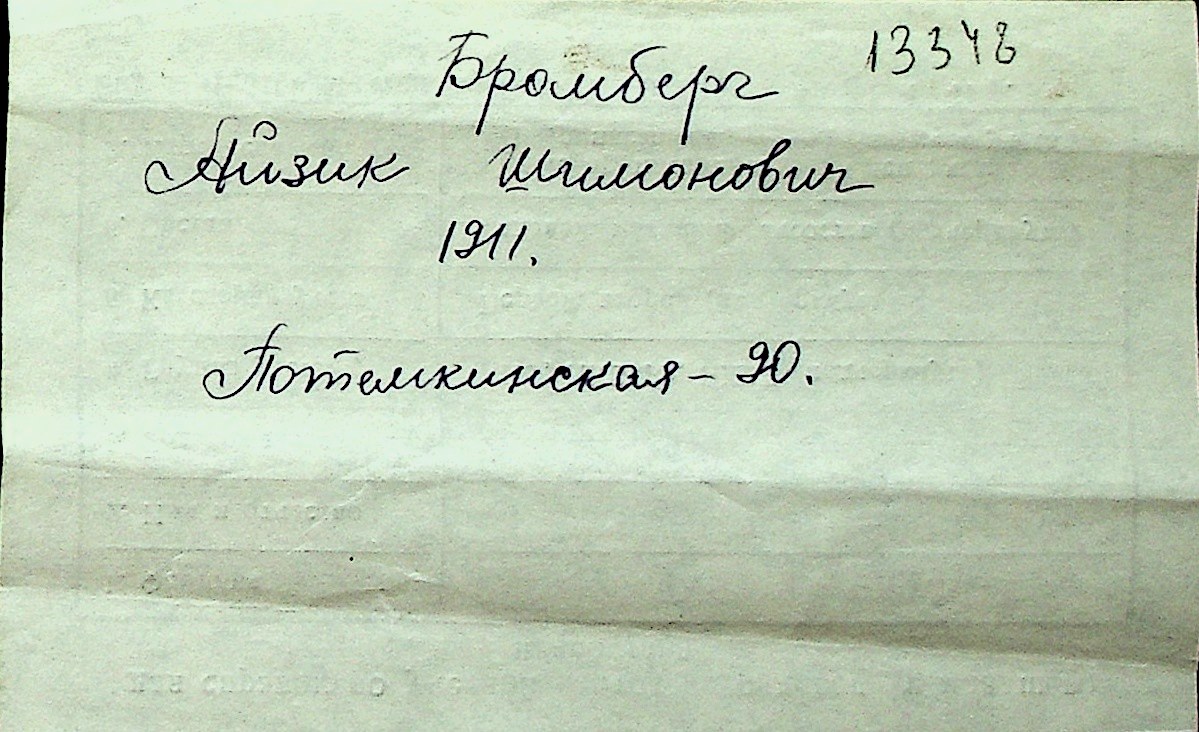 Бромберг 13348
Айзик Шимонович
1911.
Потемкинская – 90.